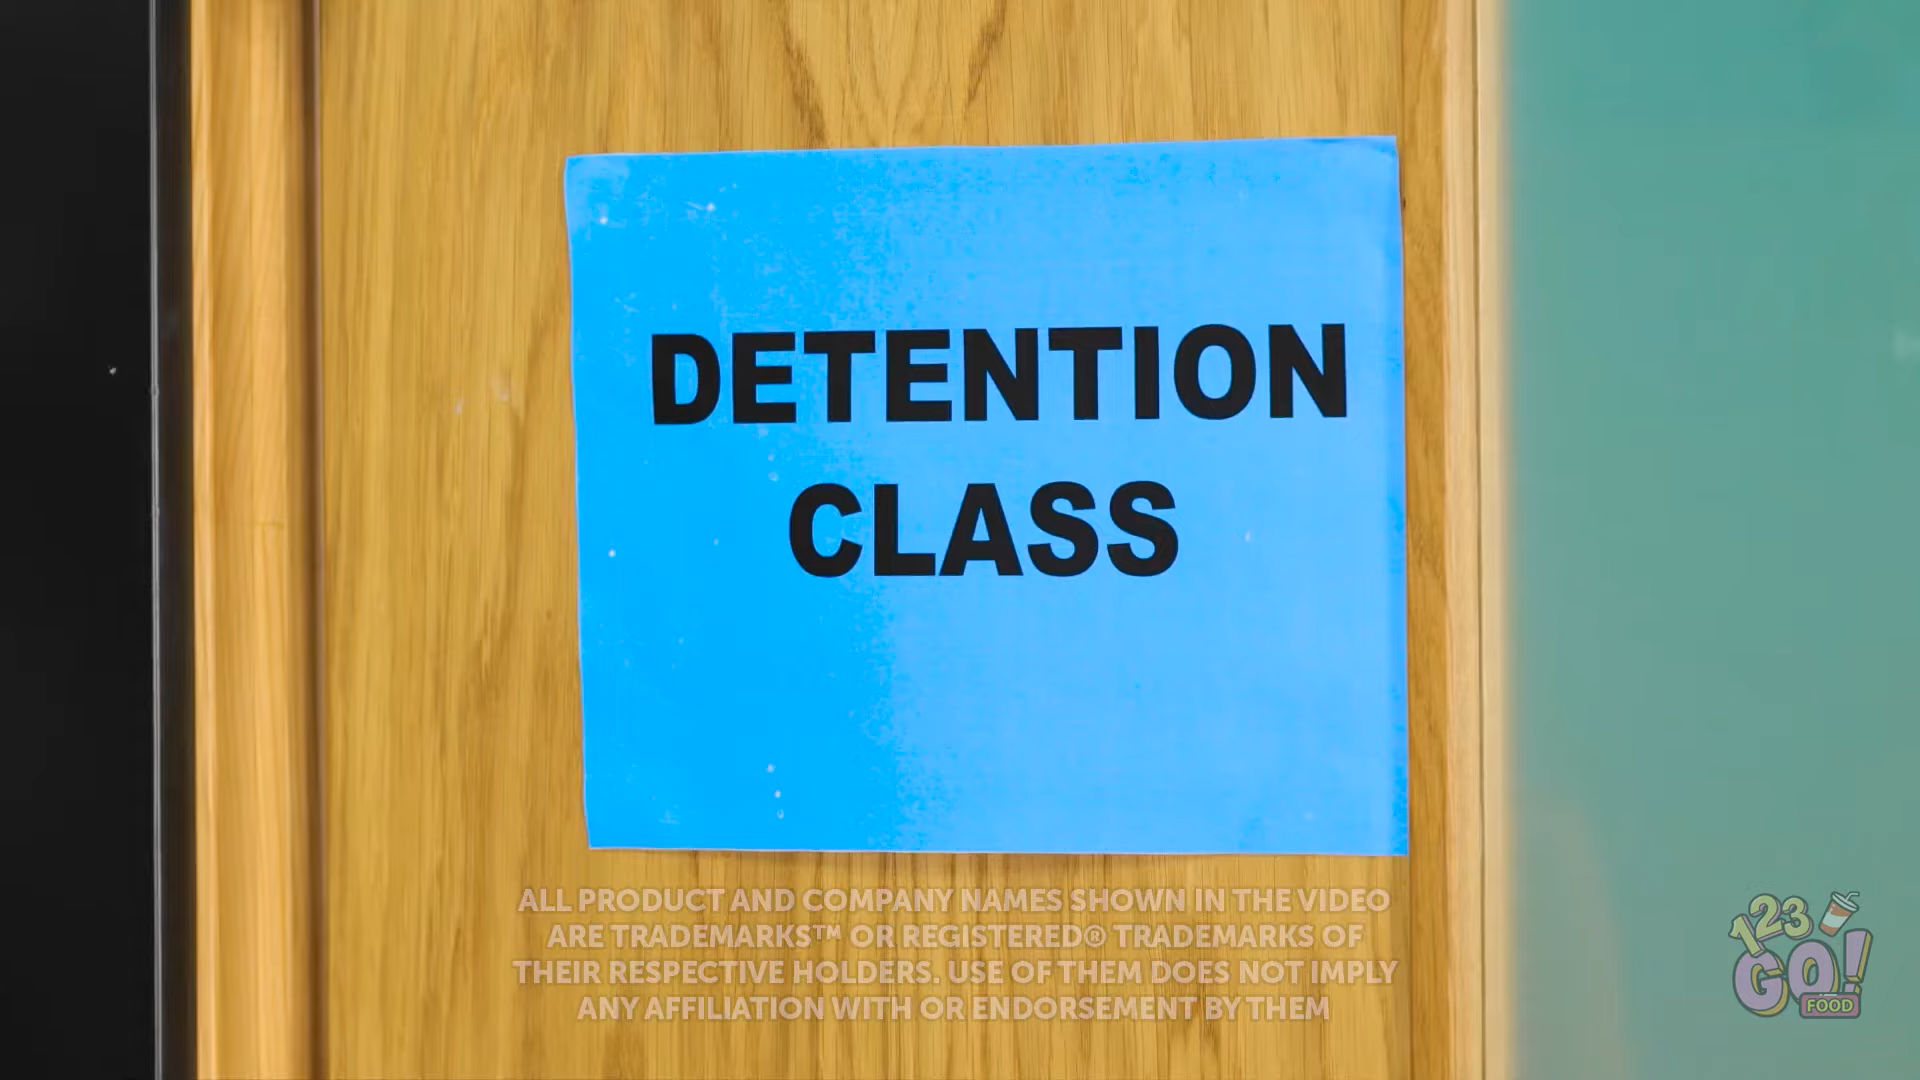 DETENTION
CLASS
ALL PRODUCT AND COMPANY NAMES SHOWN IN THE VIDEO
ARE TRADEMARKS™ OR REGISTERED® TRADEMARKS OF
THEIR RESPECTIVE HOLDERS. USE OF THEM DOES NOT IMPLY
ANY AFFILIATION WITH OR ENDORSEMENT BY THEM
123
GO!
FOOD